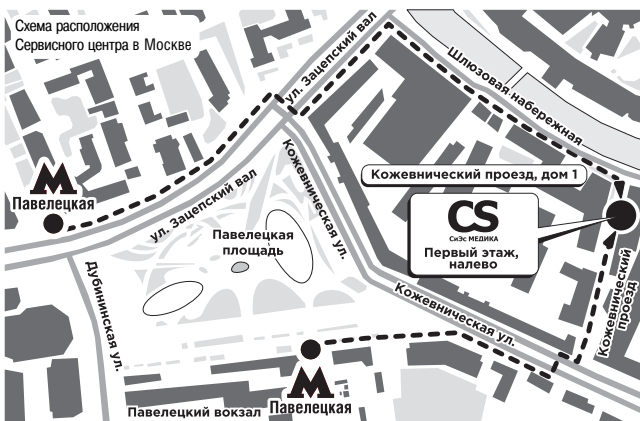 Схема расположения
Сервисного центра в Москве
ул. Зацепский вал
Шлюзовая набережная
М
Павелецкая
ул. Зацепский вал
Кожевническая ул.
Кожевнический проезд, дом 1
CS
СиЭс МЕДИКА
Первый этаж,
налево
Павелецкая
площадь
Дубининская ул.
Кожевническая ул.
Кожевнический
проезд
Павелецкий вокзал
М
Павелецкая